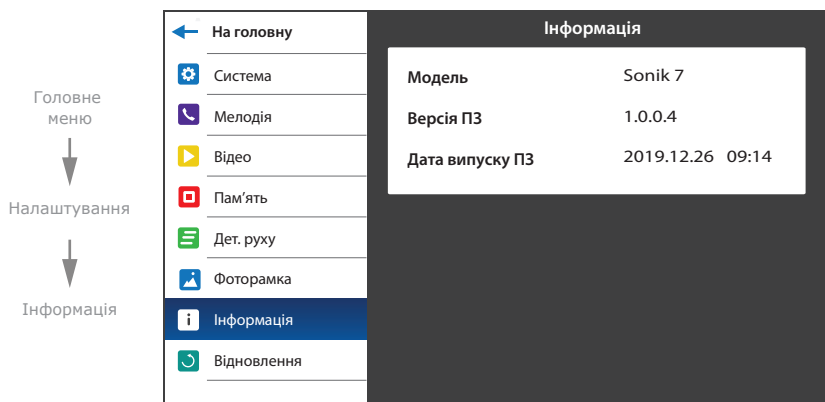 Головне
меню
Налаштування
Інформація
На головну
Система
Мелодія
Відео
Пам’ять
Дет. руху
Фоторамка
Інформація
Відновлення
Інформація
Модель Sonik 7
Версія ПЗ 1.0.0.4
Дата випуску ПЗ 2019.12.26 09:14